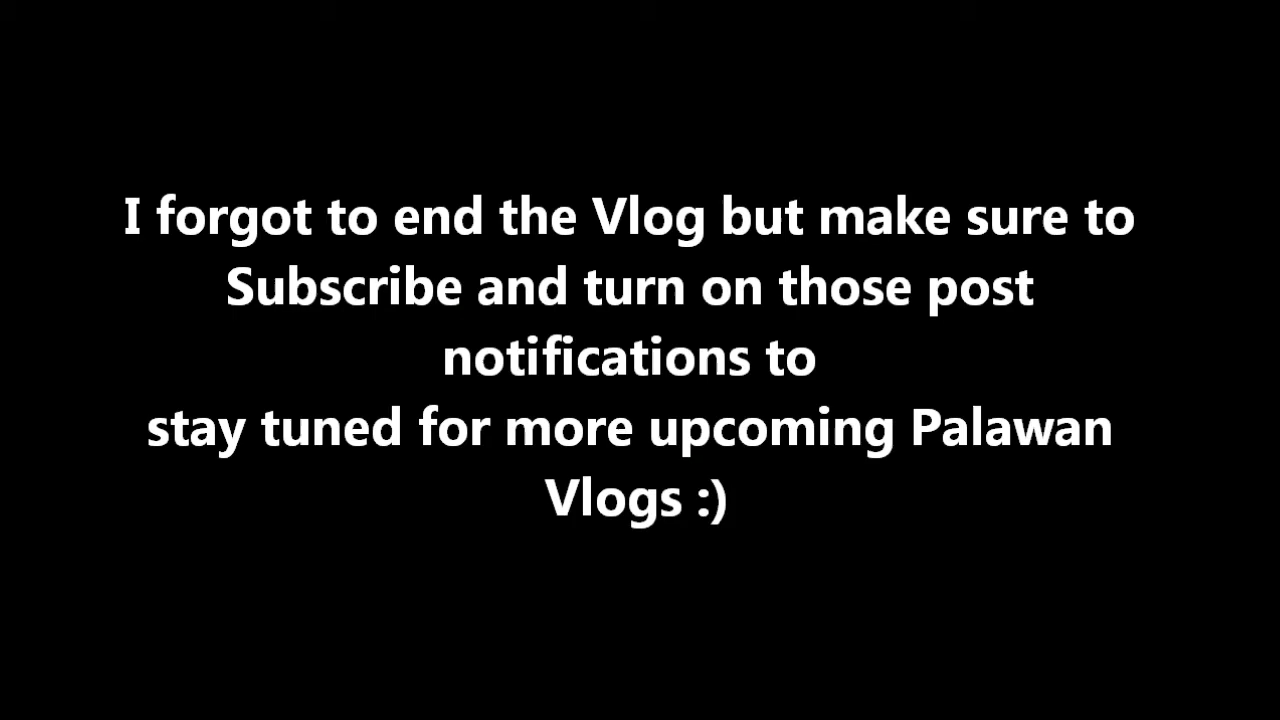 I forgot to end the Vlog but make sure to
Subscribe and turn on those post
notifications to
stay tuned for more upcoming Palawan
Vlogs :)